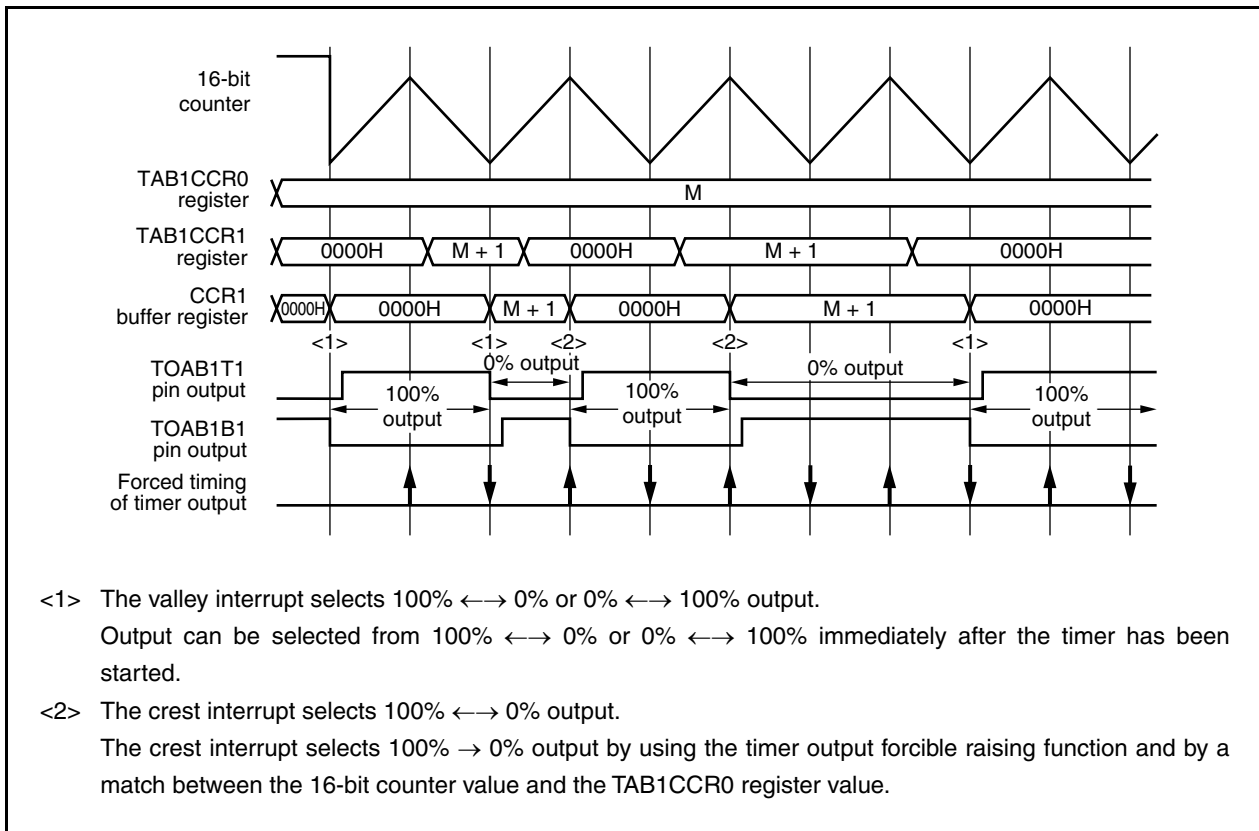 16-bit
counter
TAB1CCR0
register
M
TAB1CCR1
register
0000H M + 1 0000H M + 1 0000H
CCR1
buffer register
0000H 0000H M + 1 0000H M + 1 0000H
<1> <1> <2> <2> <1>
TOAB1T1
pin output
0% output 0% output
100%
output
100%
output
100%
output
TOAB1B1
pin output
Forced timing
of timer output
<1> The valley interrupt selects 100% ←→ 0% or 0% ←→ 100% output.
Output can be selected from 100% ←→ 0% or 0% ←→ 100% immediately after the timer has been
started.
<2> The crest interrupt selects 100% ←→ 0% output.
The crest interrupt selects 100% → 0% output by using the timer output forcible raising function and by a
match between the 16-bit counter value and the TAB1CCR0 register value.